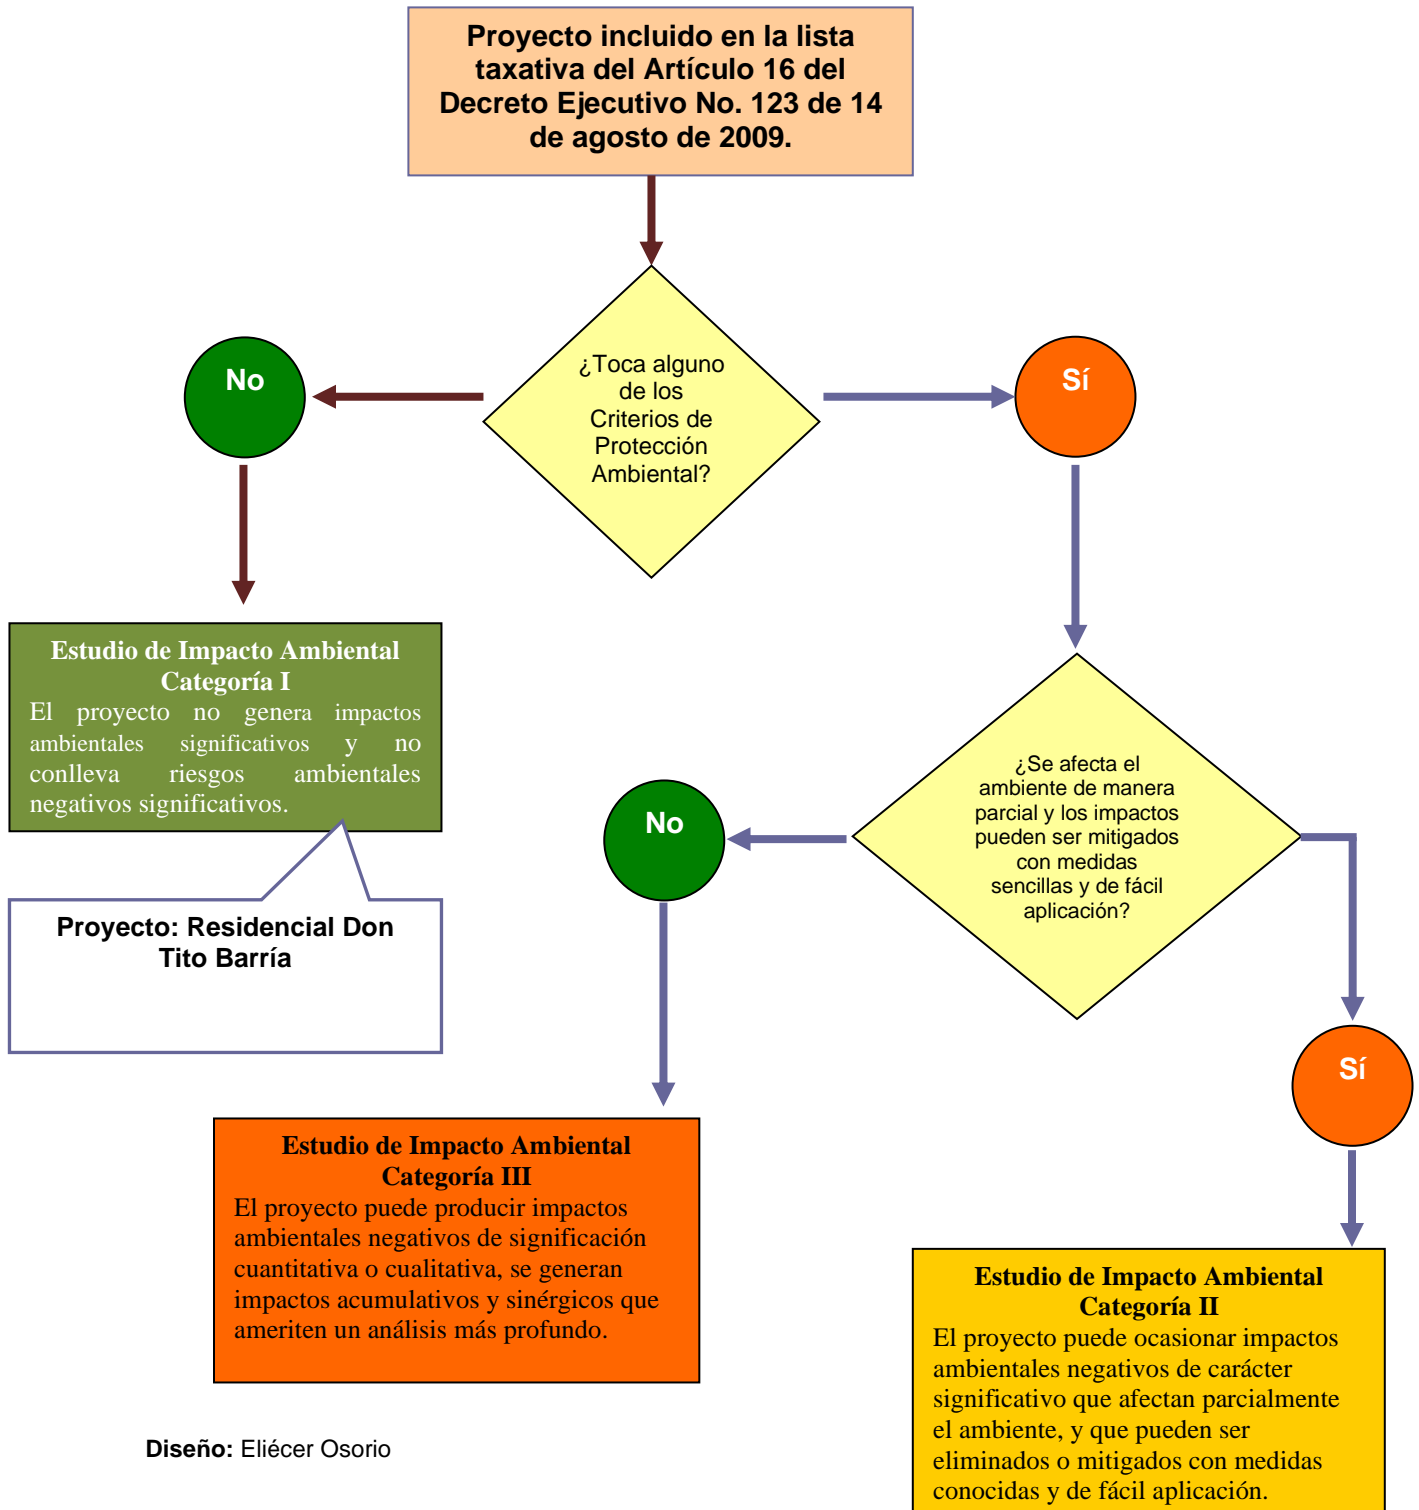 Proyecto incluido en la lista
taxativa del Artículo 16 del
Decreto Ejecutivo No. 123 de 14
de agosto de 2009.
¿Toca alguno
de los
Criterios de
Protección
Ambiental?
No
Sí
Estudio de Impacto Ambiental
Categoría I
El proyecto no genera impactos
ambientales significativos y no
conlleva riesgos ambientales
negativos significativos.
¿Se afecta el
ambiente de manera
parcial y los impactos
pueden ser mitigados
con medidas
sencillas y de fácil
aplicación?
No
Proyecto: Residencial Don
Tito Barría
Sí
Estudio de Impacto Ambiental
Categoría III
El proyecto puede producir impactos
ambientales negativos de significación
cuantitativa o cualitativa, se generan
impactos acumulativos y sinérgicos que
ameriten un análisis más profundo.
Estudio de Impacto Ambiental
Categoría II
El proyecto puede ocasionar impactos
ambientales negativos de carácter
significativo que afectan parcialmente
el ambiente, y que pueden ser
eliminados o mitigados con medidas
conocidas y de fácil aplicación.
Diseño: Eliécer Osorio